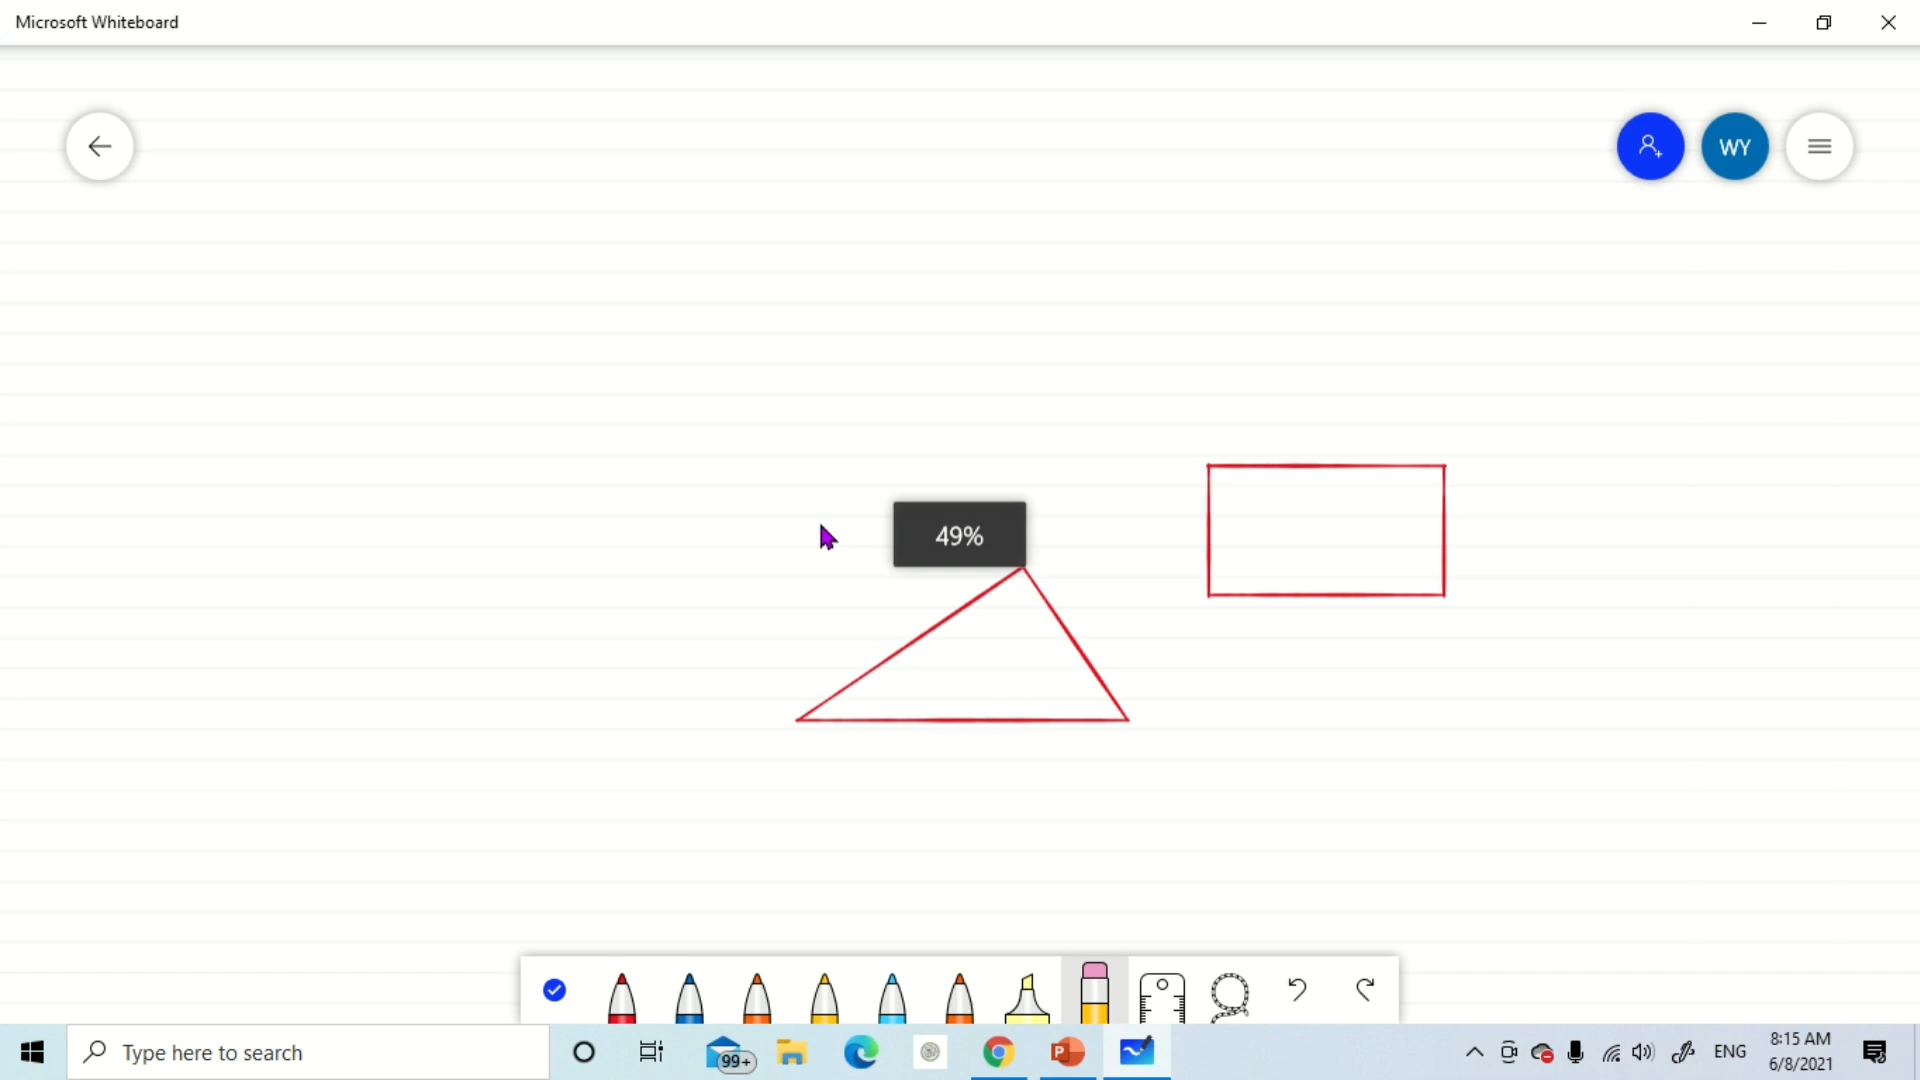 Microsoft Whiteboard
WY
49%
Type here to search
99+
P
ENG
8:15 AM
6/8/2021